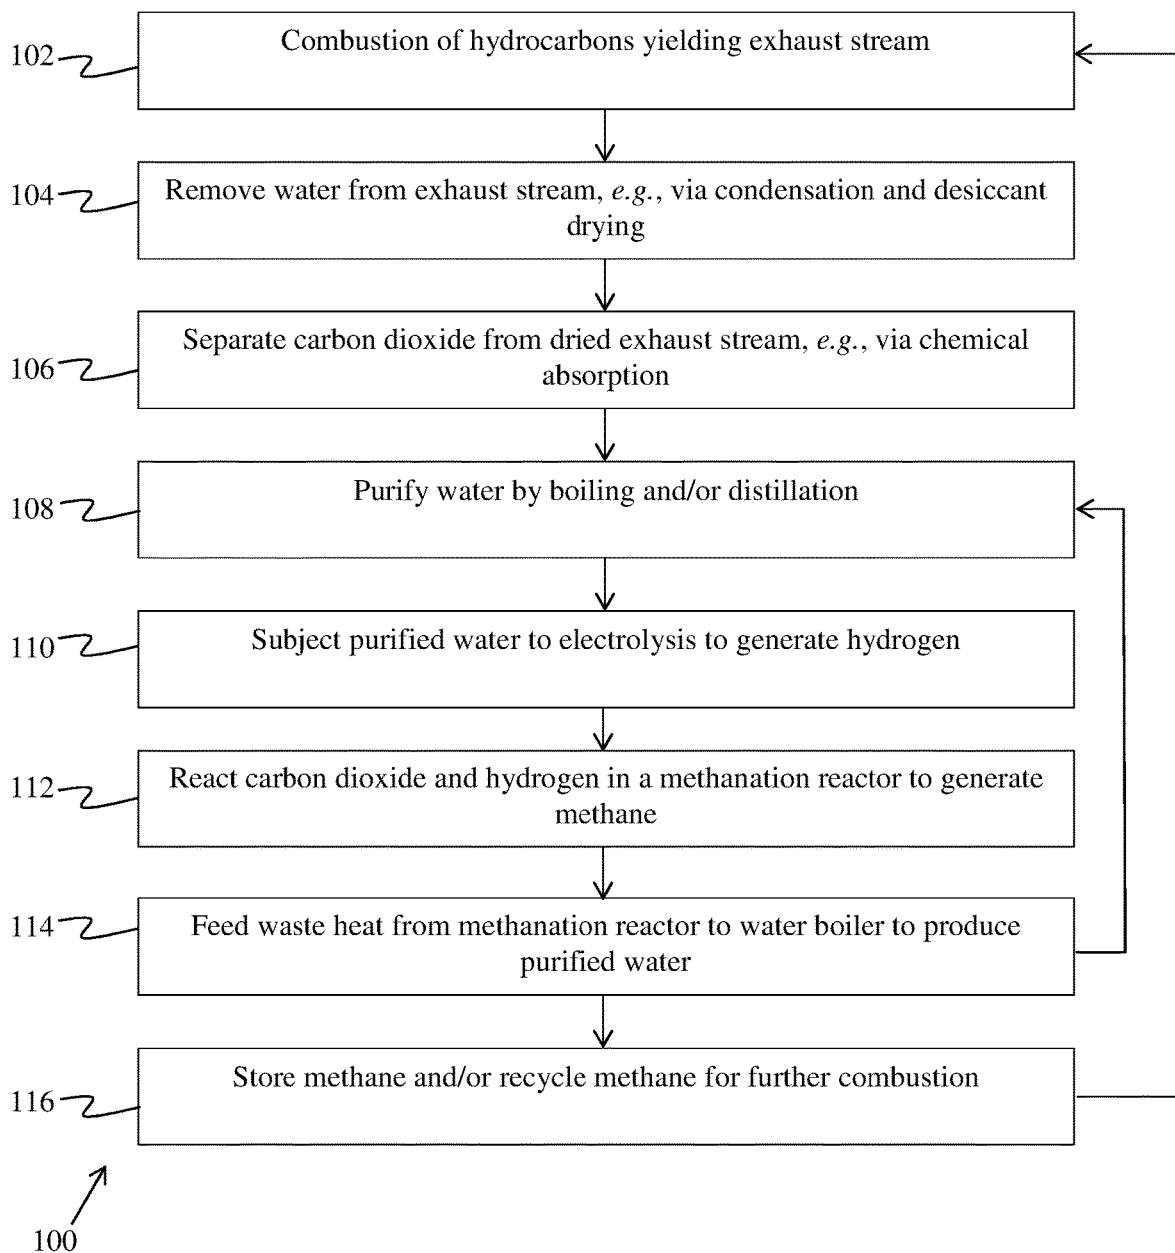 102
Combustion of hydrocarbons yielding exhaust stream
104
Remove water from exhaust stream, e.g., via condensation and desiccant
drying
106
Separate carbon dioxide from dried exhaust stream, e.g., via chemical
absorption
108
Purify water by boiling and/or distillation
110
Subject purified water to electrolysis to generate hydrogen
112
React carbon dioxide and hydrogen in a methanation reactor to generate
methane
114
Feed waste heat from methanation reactor to water boiler to produce
purified water
116
Store methane and/or recycle methane for further combustion
100